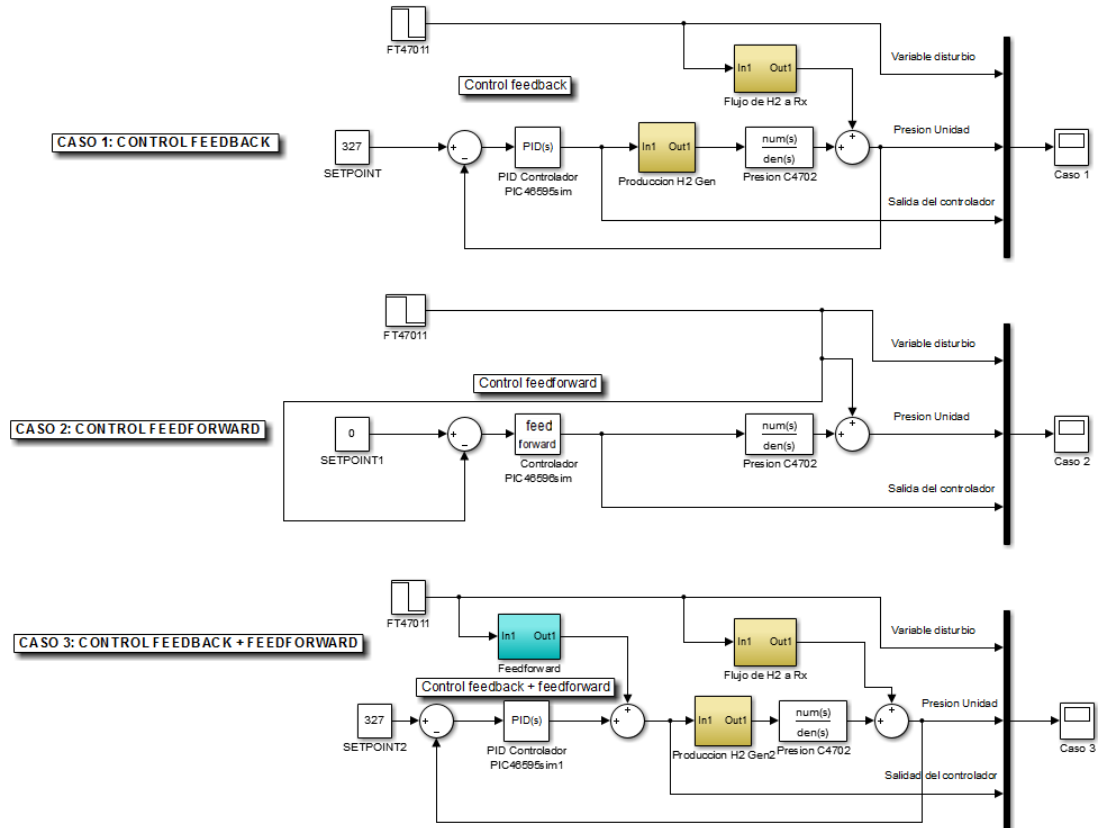 FT47011
Variable disturbio
In1 Out1
Flujo de H2 a Rx
Control feedback
CASO 1: CONTROL FEEDBACK
327
SETPOINT
+
−
PID(s)
PID Controlador
PIC46595sim
In1 Out1
Produccion H2 Gen
num(s)
den(s)
Presion C4702
+
+
Presion Unidad
Caso 1
Salida del controlador
FT47011
Variable disturbio
Control feedforward
CASO 2: CONTROL FEEDFORWARD
0
SETPOINT1
+
−
feed
forward
Controlador
PIC46596sim
num(s)
den(s)
Presion C4702
+
+
Presion Unidad
Caso 2
Salida del controlador
FT47011
CASO 3: CONTROL FEEDBACK + FEEDFORWARD
In1 Out1
Feedforward
Variable disturbio
In1 Out1
Flujo de H2 a Rx
Control feedback + feedforward
327
SETPOINT2
+
−
PID(s)
PID Controlador
PIC46595sim1
+
+
In1 Out1
Produccion H2 Gen2
num(s)
den(s)
Presion C4702
+
+
Presion Unidad
Caso 3
Salidad del controlador